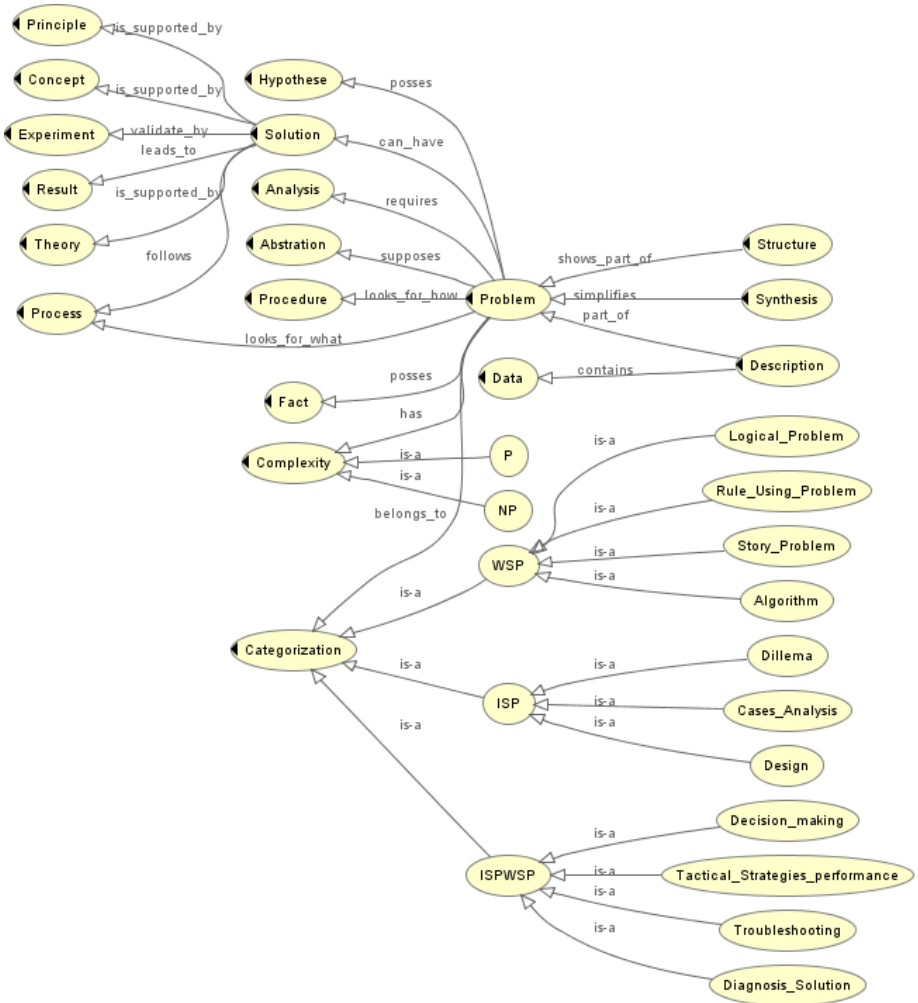 Principle
is_supported_by
Concept
Hypothese
posses
is_supported_by
Experiment
validate_by
Solution
can_have
leads_to
Result
is_supported_by
Analysis
requires
Theory
Abstration
supposes
Structure
follows
shows_part_of
Process
Procedure
looks_for_how
Problem
simplifies
Synthesis
part_of
looks_for_what
Description
posses
Data
contains
Fact
has
Logical_Problem
is-a
Complexity
is-a
P
is-a
Rule_Using_Problem
NP
is-a
belongs_to
Story_Problem
is-a
WSP
is-a
is-a
Algorithm
Categorization
Dillema
is-a
is-a
ISP
is-a
Cases_Analysis
is-a
is-a
Design
Decision_making
is-a
ISPWSP
is-a
Tactical_Strategies_performance
is-a
Troubleshooting
is-a
Diagnosis_Solution